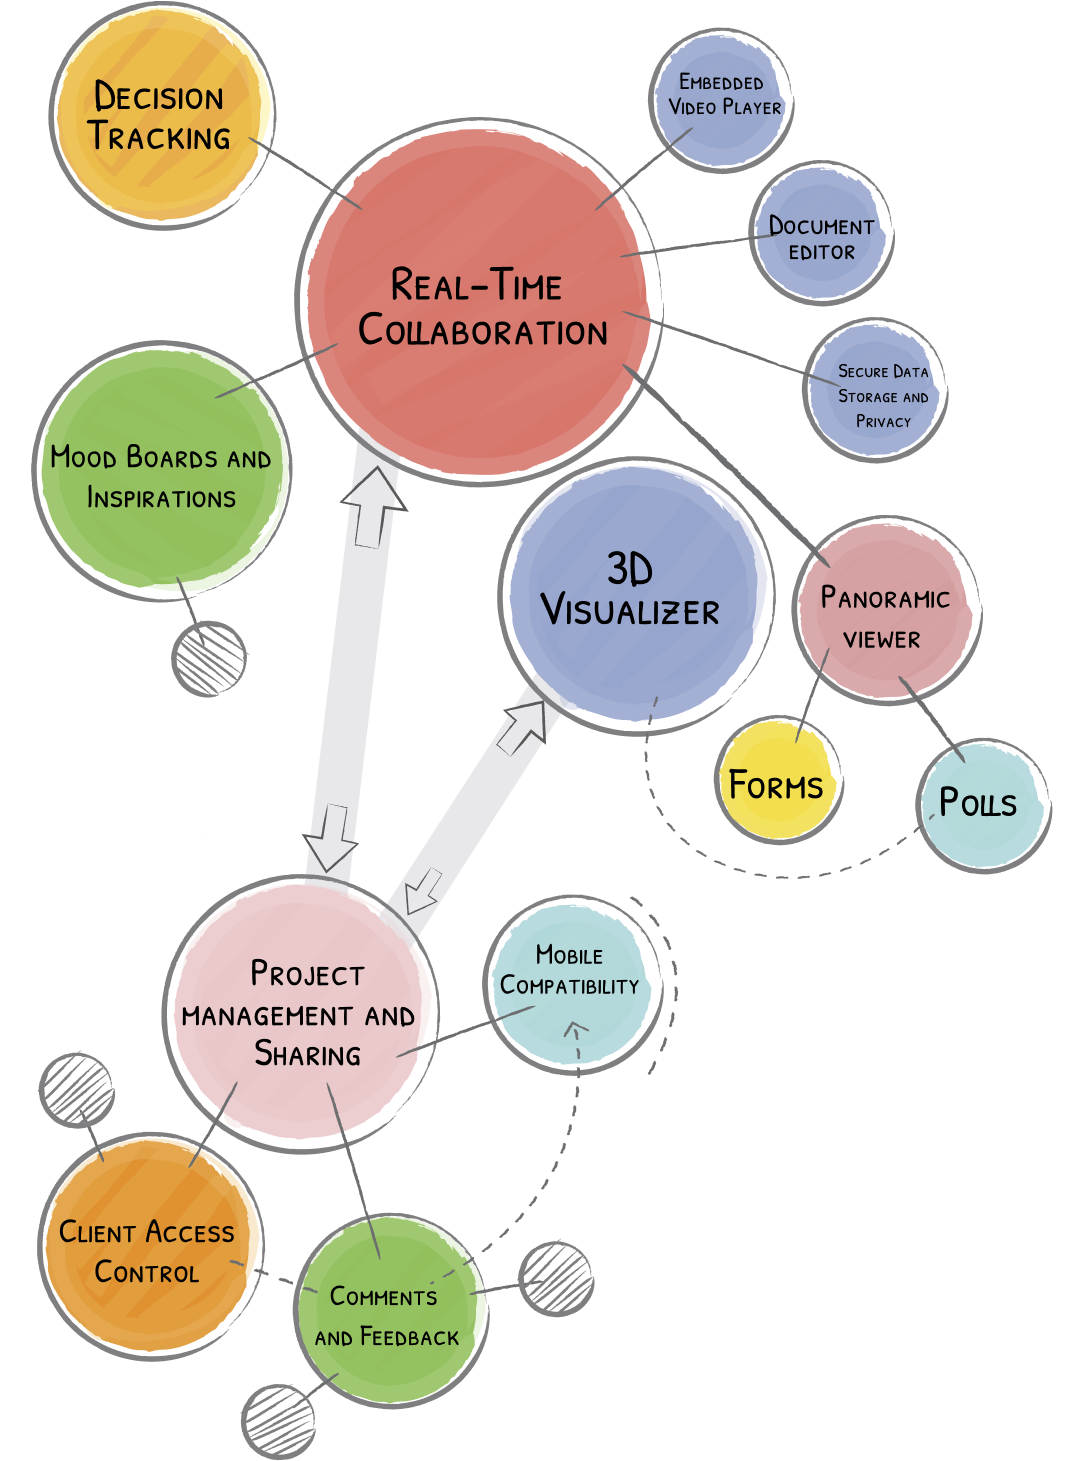 Decision
Tracking
Embedded
Video Player
Document
editor
Real-Time
Collaboration
Secure Data
Storage and
Privacy
Mood Boards and
Inspirations
3D
Visualizer
Panoramic
viewer
Forms
Polls
Project
management and
Sharing
Mobile
Compatibility
Client Access
Control
Comments
and Feedback